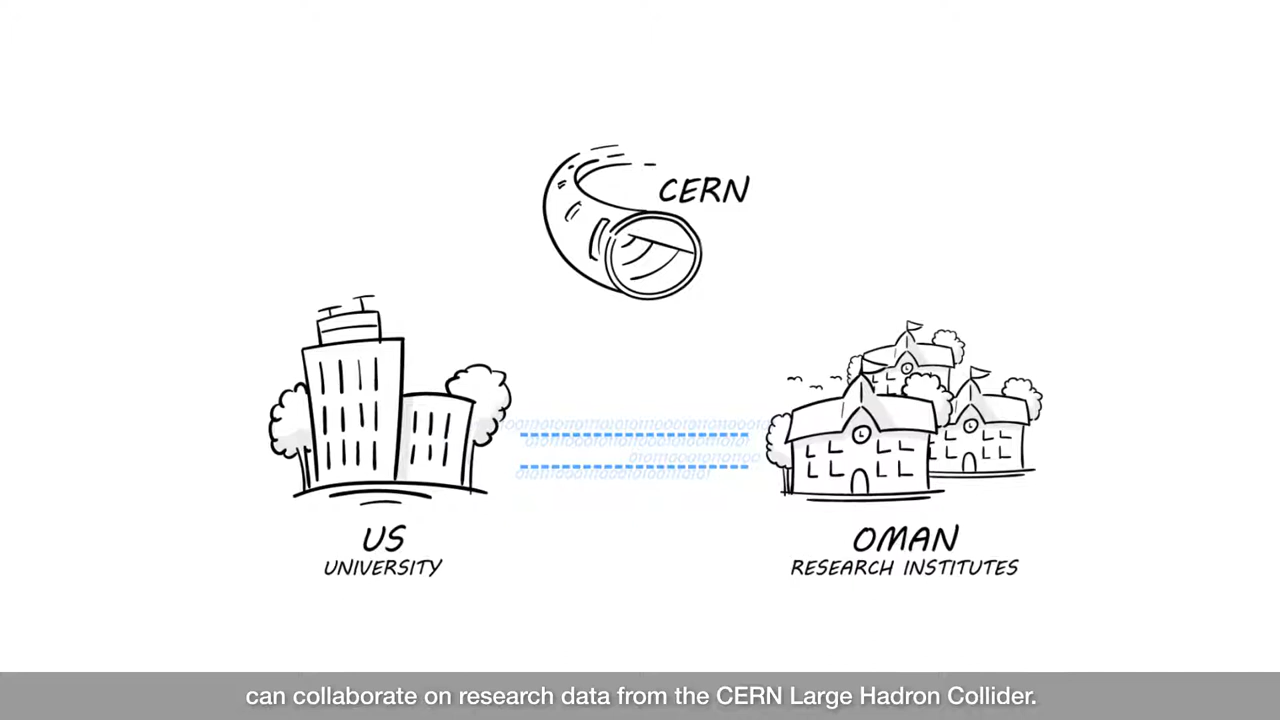 CERN
US
UNIVERSITY
OMAN
RESEARCH INSTITUTES
can collaborate on research data from the CERN Large Hadron Collider.